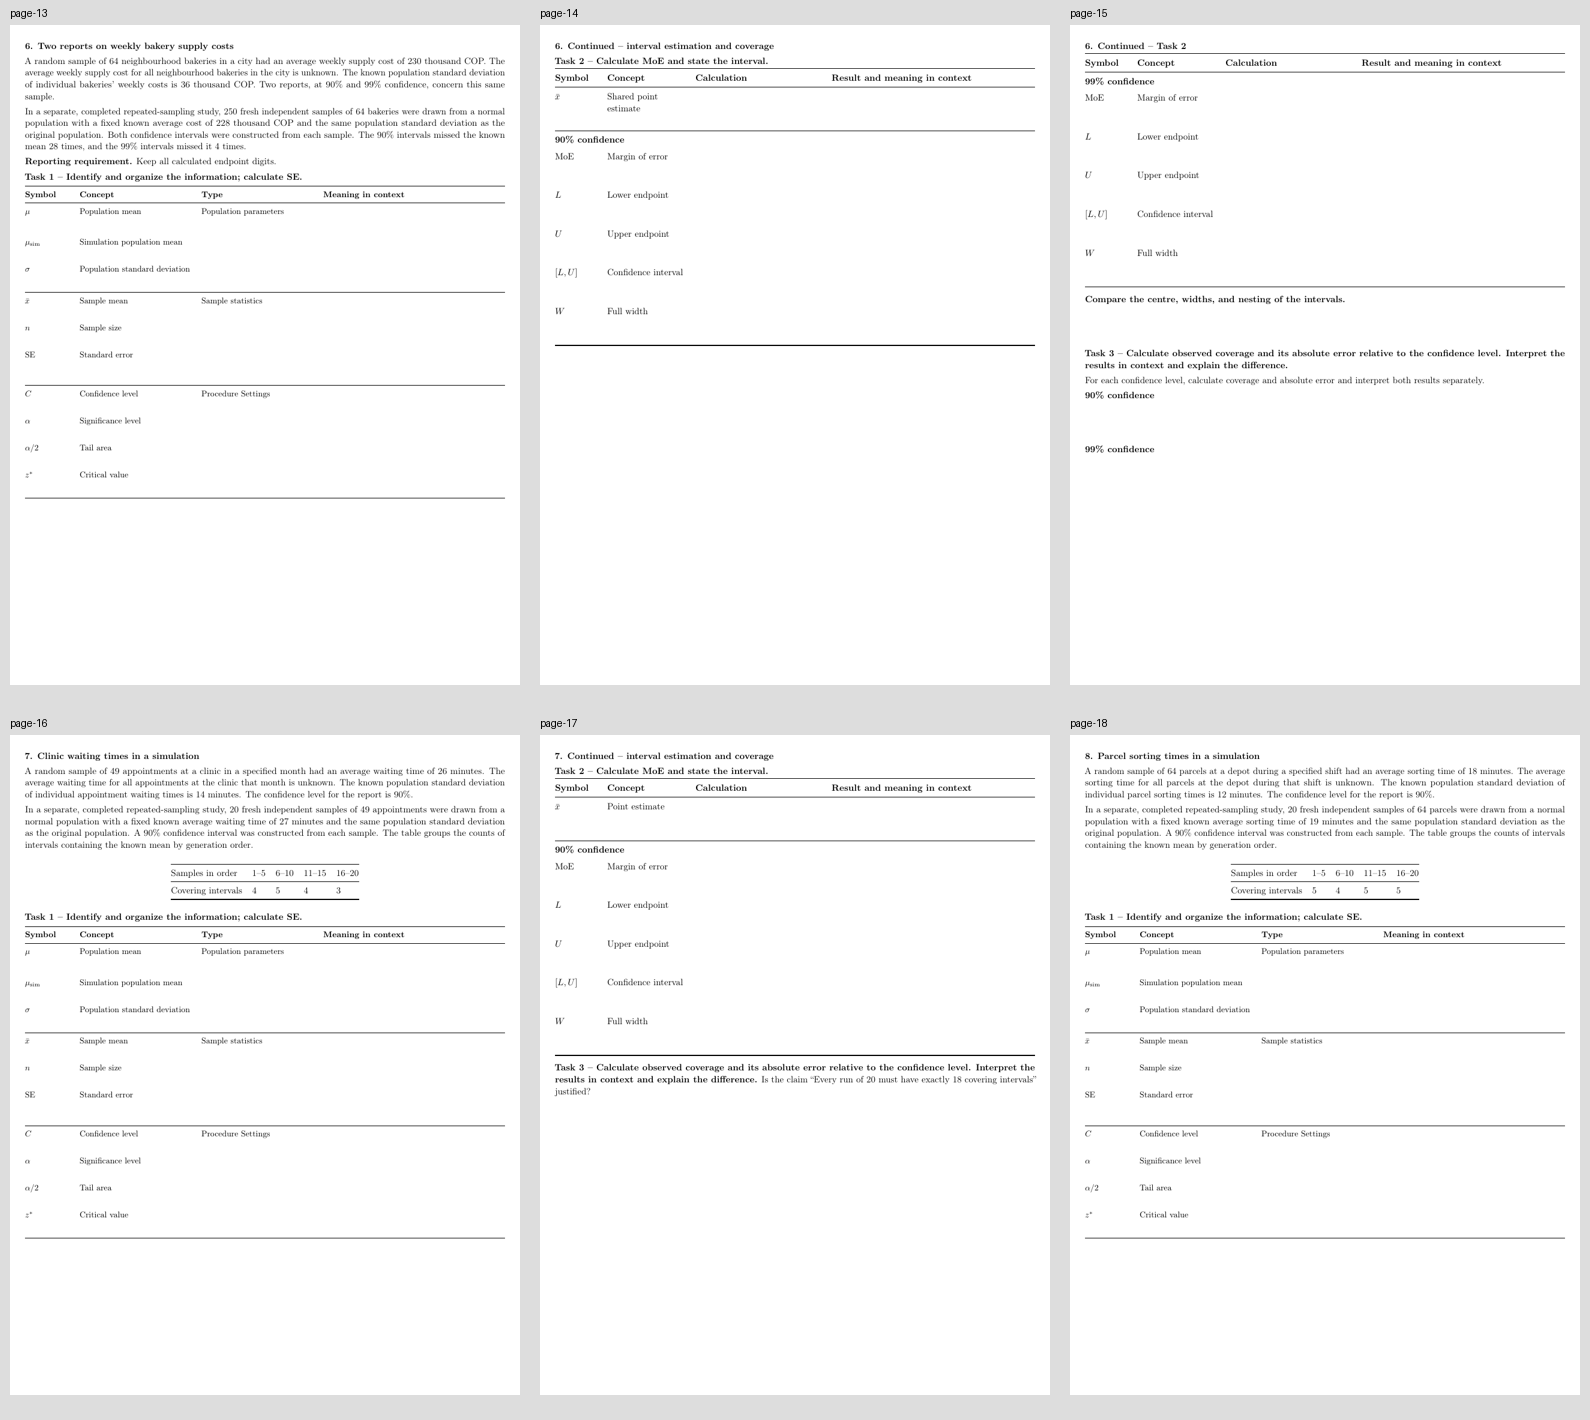 page-13
6. Two reports on weekly bakery supply costs
A random sample of 64 neighbourhood bakeries in a city had an average weekly supply cost of 230 thousand COP. The
average weekly supply cost for all neighbourhood bakeries in the city is unknown. The known population standard deviation
of individual bakeries' weekly costs is 36 thousand COP. Two reports, at 90% and 99% confidence, concern this same
sample.
In a separate, completed repeated-sampling study, 250 fresh independent samples of 64 bakeries were drawn from a normal
population with a fixed known average cost of 228 thousand COP and the same population standard deviation as the
original population. Both confidence intervals were constructed from each sample. The 90% intervals missed the known
mean 28 times, and the 99% intervals missed it 4 times.
Reporting requirement. Keep all calculated endpoint digits.
Task 1 – Identify and organize the information; calculate SE.
Symbol Concept Type Meaning in context
μ Population mean Population parameters
μsim Simulation population mean
σ Population standard deviation
x̄ Sample mean Sample statistics
n Sample size
SE Standard error
C Confidence level Procedure Settings
α Significance level
α/2 Tail area
z* Critical value
page-14
6. Continued – interval estimation and coverage
Task 2 – Calculate MoE and state the interval.
Symbol Concept Calculation Result and meaning in context
x̄ Shared point
estimate
90% confidence
MoE Margin of error
L Lower endpoint
U Upper endpoint
[L, U] Confidence interval
W Full width
page-15
6. Continued – Task 2
Symbol Concept Calculation Result and meaning in context
99% confidence
MoE Margin of error
L Lower endpoint
U Upper endpoint
[L, U] Confidence interval
W Full width
Compare the centre, widths, and nesting of the intervals.
Task 3 – Calculate observed coverage and its absolute error relative to the confidence level. Interpret the
results in context and explain the difference.
For each confidence level, calculate coverage and absolute error and interpret both results separately.
90% confidence
99% confidence
page-16
7. Clinic waiting times in a simulation
A random sample of 49 appointments at a clinic in a specified month had an average waiting time of 26 minutes. The
average waiting time for all appointments at the clinic that month is unknown. The known population standard deviation
of individual appointment waiting times is 14 minutes. The confidence level for the report is 90%.
In a separate, completed repeated-sampling study, 20 fresh independent samples of 49 appointments were drawn from a
normal population with a fixed known average waiting time of 27 minutes and the same population standard deviation
as the original population. A 90% confidence interval was constructed from each sample. The table groups the counts of
intervals containing the known mean by generation order.
Samples in order 1–5 6–10 11–15 16–20
Covering intervals 4 5 4 3
Task 1 – Identify and organize the information; calculate SE.
Symbol Concept Type Meaning in context
μ Population mean Population parameters
μsim Simulation population mean
σ Population standard deviation
x̄ Sample mean Sample statistics
n Sample size
SE Standard error
C Confidence level Procedure Settings
α Significance level
α/2 Tail area
z* Critical value
page-17
7. Continued – interval estimation and coverage
Task 2 – Calculate MoE and state the interval.
Symbol Concept Calculation Result and meaning in context
x̄ Point estimate
90% confidence
MoE Margin of error
L Lower endpoint
U Upper endpoint
[L, U] Confidence interval
W Full width
Task 3 – Calculate observed coverage and its absolute error relative to the confidence level. Interpret the
results in context and explain the difference. Is the claim “Every run of 20 must have exactly 18 covering intervals”
justified?
page-18
8. Parcel sorting times in a simulation
A random sample of 64 parcels at a depot during a specified shift had an average sorting time of 18 minutes. The average
sorting time for all parcels at the depot during that shift is unknown. The known population standard deviation of
individual parcel sorting times is 12 minutes. The confidence level for the report is 90%.
In a separate, completed repeated-sampling study, 20 fresh independent samples of 64 parcels were drawn from a normal
population with a fixed known average sorting time of 19 minutes and the same population standard deviation as the
original population. A 90% confidence interval was constructed from each sample. The table groups the counts of intervals
containing the known mean by generation order.
Samples in order 1–5 6–10 11–15 16–20
Covering intervals 5 4 5 5
Task 1 – Identify and organize the information; calculate SE.
Symbol Concept Type Meaning in context
μ Population mean Population parameters
μsim Simulation population mean
σ Population standard deviation
x̄ Sample mean Sample statistics
n Sample size
SE Standard error
C Confidence level Procedure Settings
α Significance level
α/2 Tail area
z* Critical value